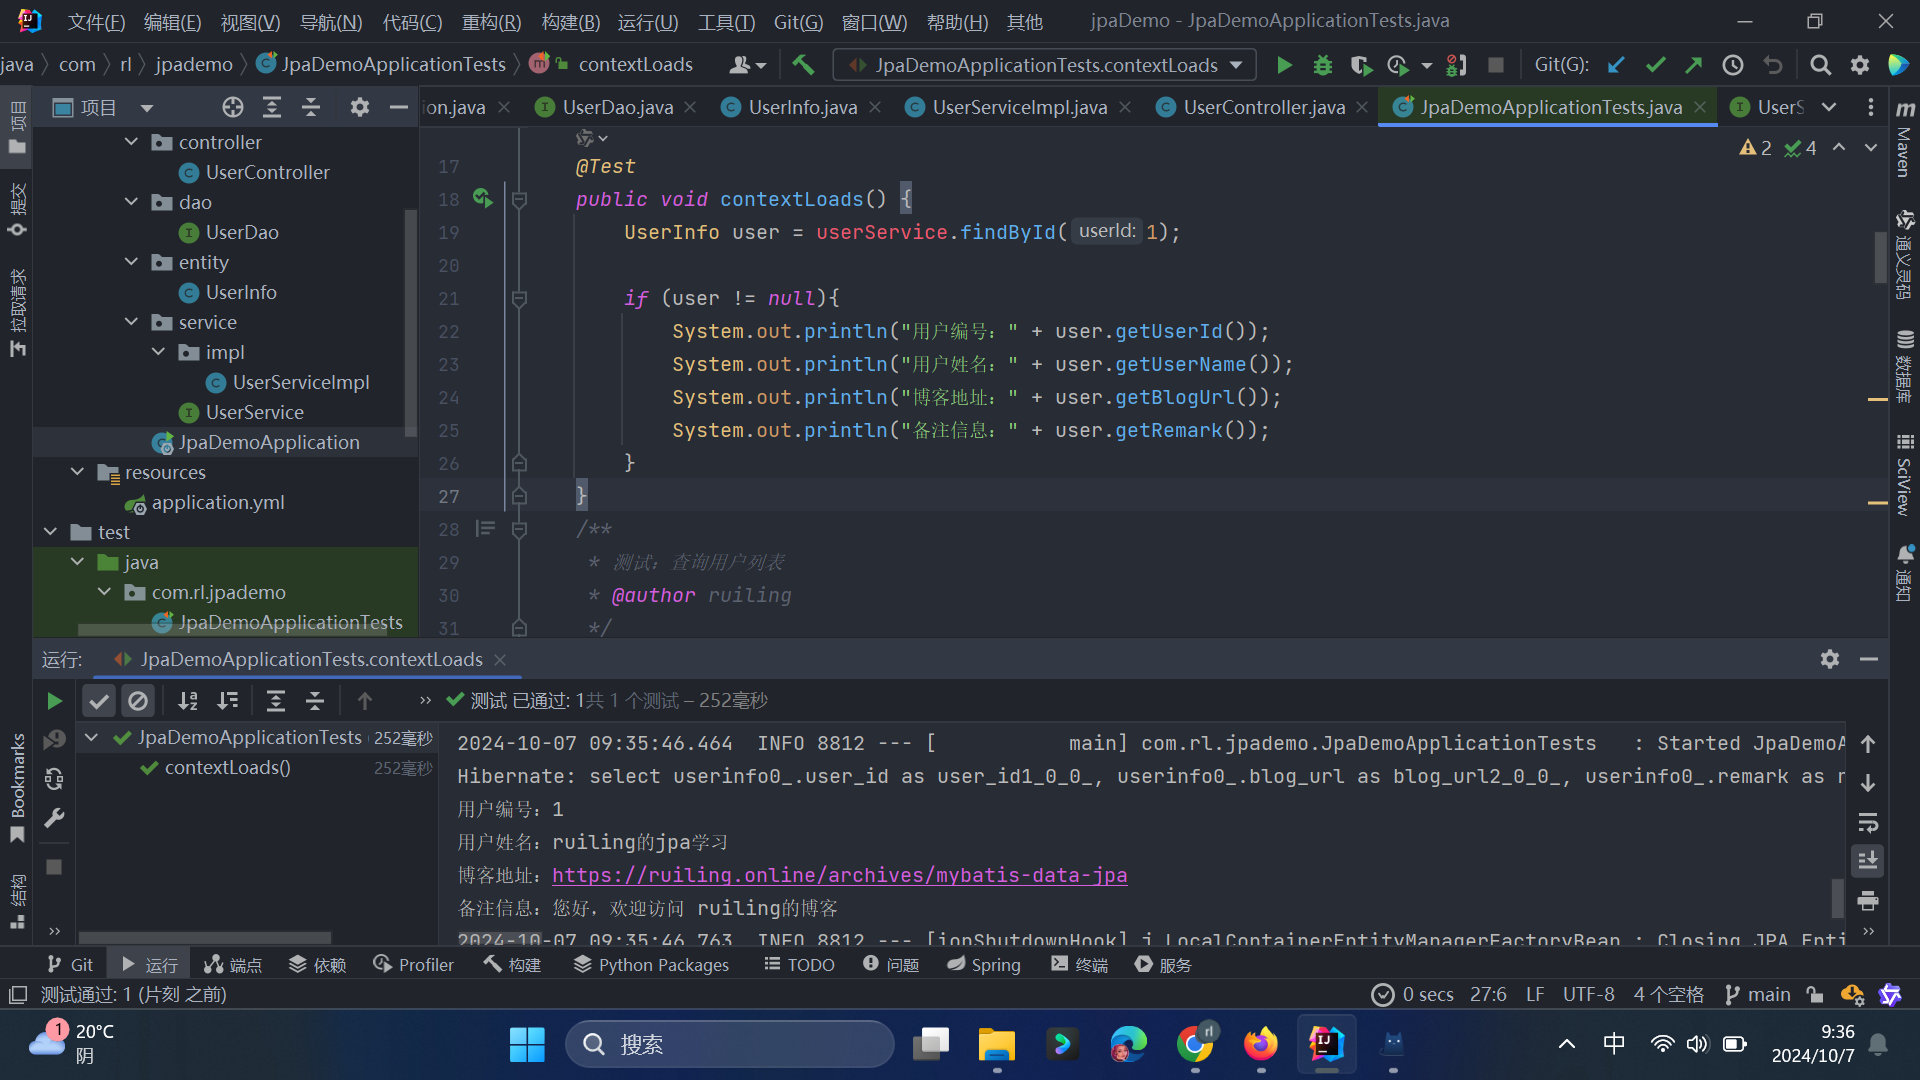 文件(F) 编辑(E) 视图(V) 导航(N) 代码(C) 重构(R) 构建(B) 运行(U) 工具(T) Git(G) 窗口(W) 帮助(H) 其他 jpaDemo - JpaDemoApplicationTests.java
java com rl jpademo JpaDemoApplicationTests contextLoads JpaDemoApplicationTests.contextLoads Git(G):
项目 ion.java UserDao.java UserInfo.java UserServiceImpl.java UserController.java JpaDemoApplicationTests.java UserS
项目
提交
拉取请求
Bookmarks
结构
controller
UserController
dao
UserDao
entity
UserInfo
service
impl
UserServiceImpl
UserService
JpaDemoApplication
resources
application.yml
test
java
com.rl.jpademo
JpaDemoApplicationTests
2 4
17 @Test
18 public void contextLoads() {
19 UserInfo user = userService.findById( userId: 1);
20
21 if (user != null){
22 System.out.println("用户编号：" + user.getUserId());
23 System.out.println("用户姓名：" + user.getUserName());
24 System.out.println("博客地址：" + user.getBlogUrl());
25 System.out.println("备注信息：" + user.getRemark());
26 }
27 }
28 /**
29 * 测试：查询用户列表
30 * @author ruiling
31 */
m
Maven
通义灵码
数据库
SciView
通知
运行: JpaDemoApplicationTests.contextLoads
测试 已通过: 1共 1 个测试 – 252毫秒
JpaDemoApplicationTests 252毫秒
contextLoads() 252毫秒
2024-10-07 09:35:46.464 INFO 8812 --- [ main] com.rl.jpademo.JpaDemoApplicationTests : Started JpaDemoA
Hibernate: select userinfo0_.user_id as user_id1_0_0_, userinfo0_.blog_url as blog_url2_0_0_, userinfo0_.remark as r
用户编号：1
用户姓名：ruiling的jpa学习
博客地址：https://ruiling.online/archives/mybatis-data-jpa
备注信息：您好，欢迎访问 ruiling的博客
2024-10-07 09:35:46.763 INFO 8812 --- [ionShutdownHook] j.LocalContainerEntityManagerFactoryBean : Closing JPA Enti
Git 运行 端点 依赖 Profiler 构建 Python Packages TODO 问题 Spring 终端 服务
测试通过: 1 (片刻 之前) 0 secs 27:6 LF UTF-8 4 个空格 main
1 20°C
阴
搜索
rl
IJ
中
9:36
2024/10/7